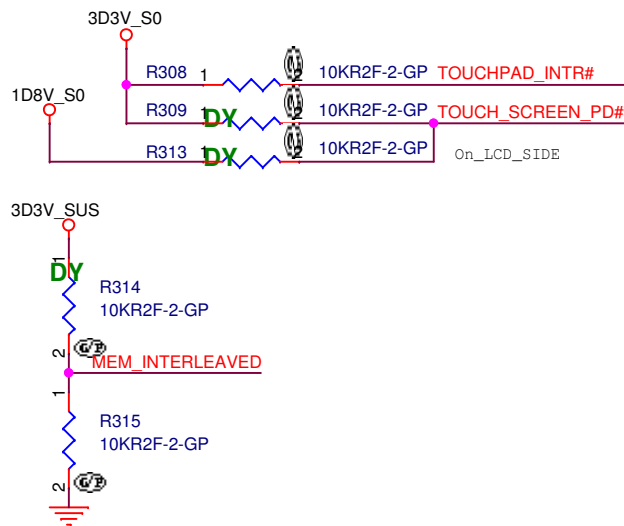 3D3V_S0
R308 1 2 10KR2F-2-GP TOUCHPAD_INTR#
1D8V_S0
R309 1 DY 2 10KR2F-2-GP TOUCH_SCREEN_PD#
R313 1 DY 2 10KR2F-2-GP On_LCD_SIDE
3D3V_SUS
1
DY
R314
10KR2F-2-GP
2 G/P
MEM_INTERLEAVED
1
R315
10KR2F-2-GP
2 G/P